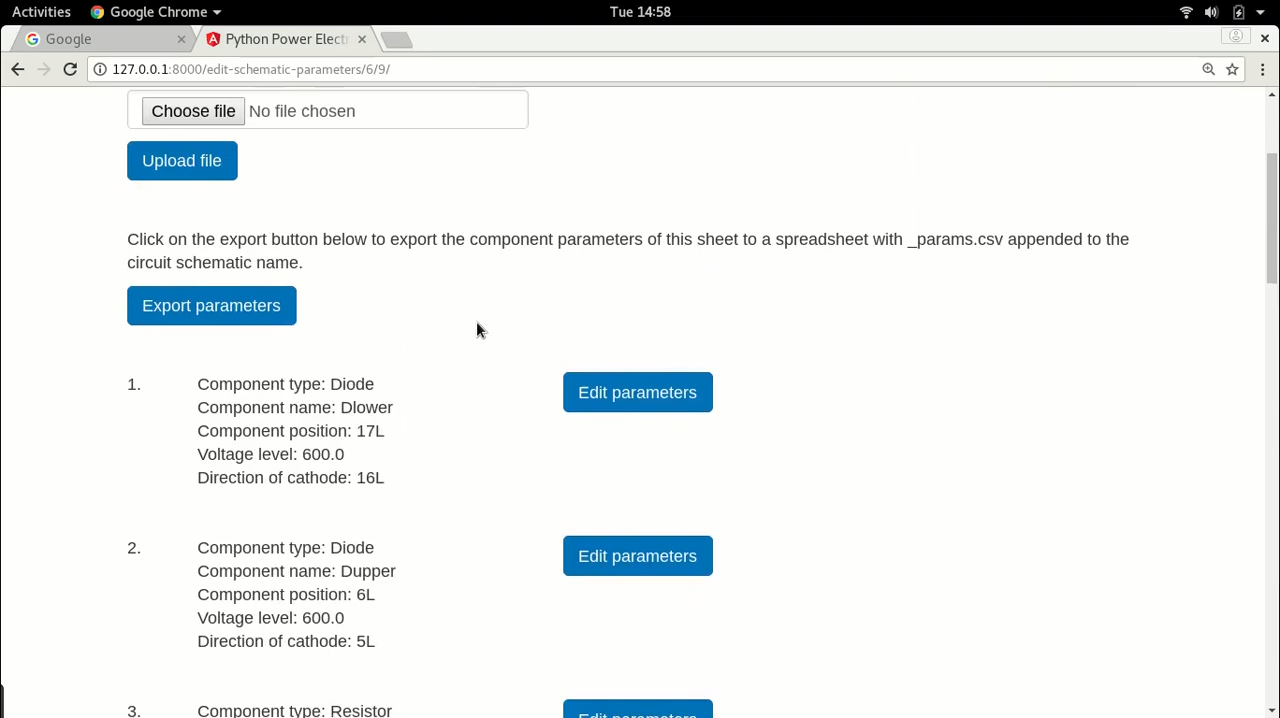 Activities Google Chrome Tue 14:58
Google Python Power Electr
127.0.0.1:8000/edit-schematic-parameters/6/9/
Choose file No file chosen
Upload file
Click on the export button below to export the component parameters of this sheet to a spreadsheet with _params.csv appended to the
circuit schematic name.
Export parameters
1. Component type: Diode Edit parameters
Component name: Dlower
Component position: 17L
Voltage level: 600.0
Direction of cathode: 16L
2. Component type: Diode Edit parameters
Component name: Dupper
Component position: 6L
Voltage level: 600.0
Direction of cathode: 5L
3. Component type: Resistor Edit parameters